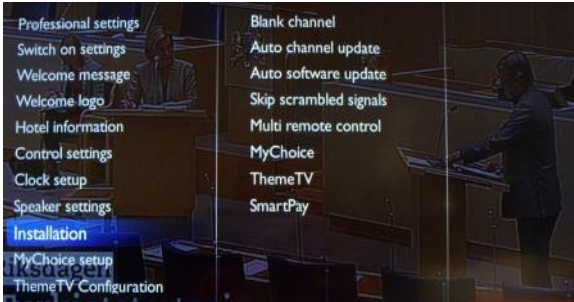 Professional settings
Switch on settings
Welcome message
Welcome logo
Hotel information
Control settings
Clock setup
Speaker settings
Installation
MyChoice setup
ThemeTV Configuration
Blank channel
Auto channel update
Auto software update
Skip scrambled signals
Multi remote control
MyChoice
ThemeTV
SmartPay
iksdagen